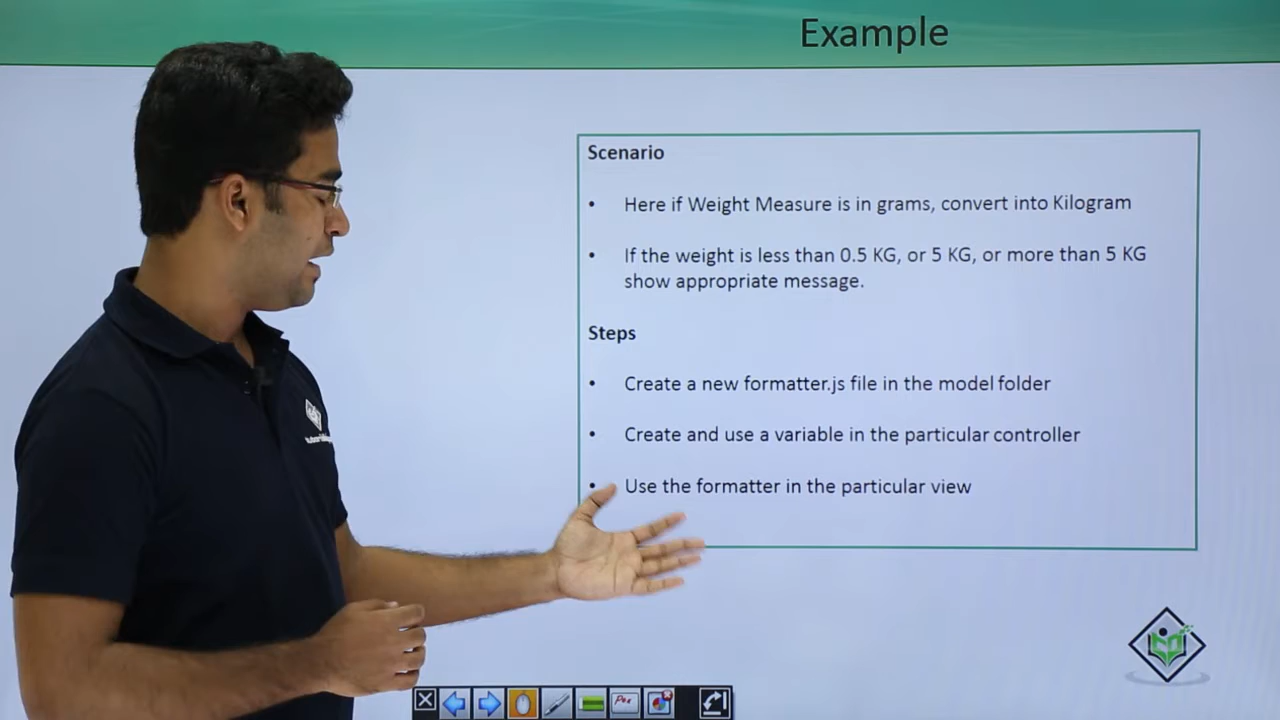 Example
Scenario
• Here if Weight Measure is in grams, convert into Kilogram
• If the weight is less than 0.5 KG, or 5 KG, or more than 5 KG
show appropriate message.
Steps
• Create a new formatter.js file in the model folder
• Create and use a variable in the particular controller
• Use the formatter in the particular view